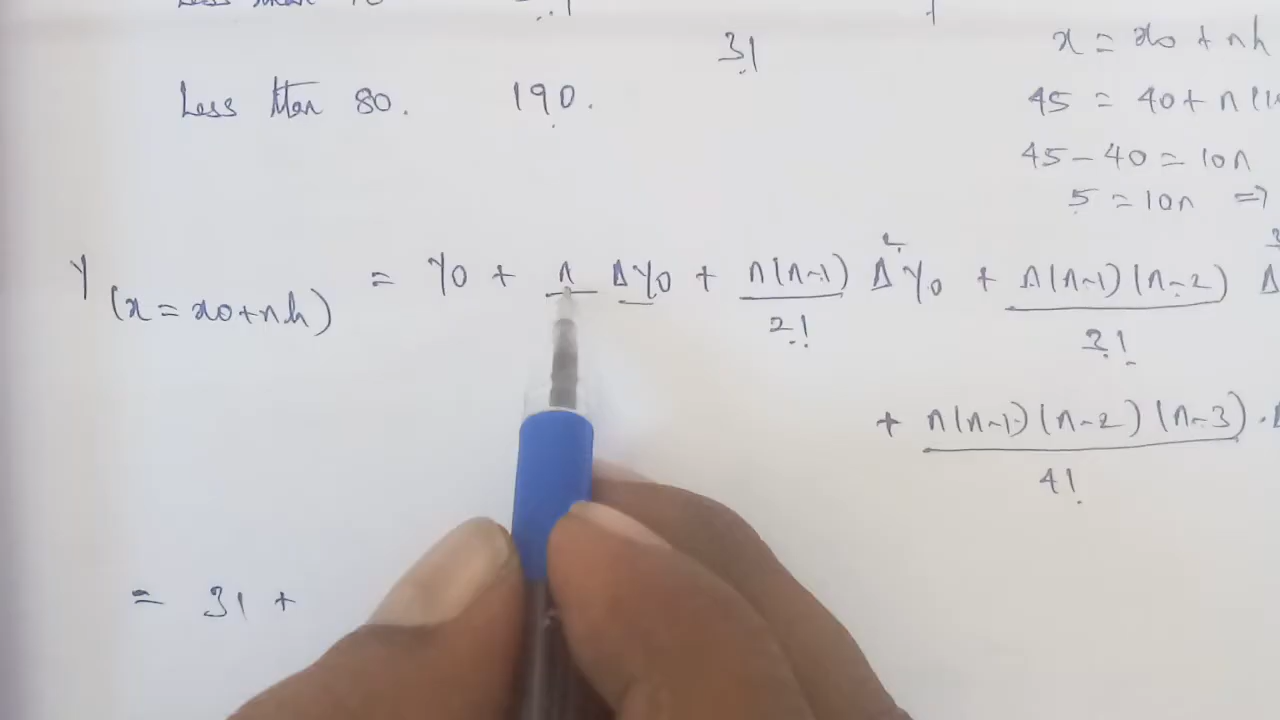 31
x = x0 + nh
Less than 80. 190.
45 = 40 + n(10
45 - 40 = 10n
5 = 10n ⇒
Y(x = x0+nh) = y0 + n Δy0 + n(n-1)/2! Δ²y0 + n(n-1)(n-2)/3! Δ
+ n(n-1)(n-2)(n-3)/4! .Δ
= 31 +